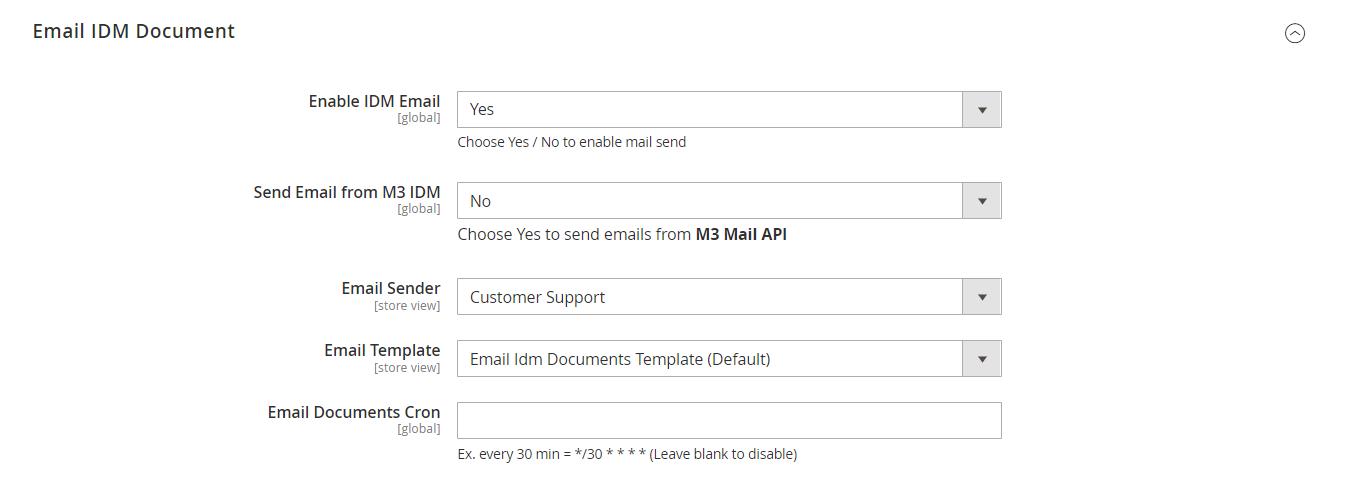 Email IDM Document
Enable IDM Email
[global]
Yes
Choose Yes / No to enable mail send
Send Email from M3 IDM
[global]
No
Choose Yes to send emails from M3 Mail API
Email Sender
[store view]
Customer Support
Email Template
[store view]
Email Idm Documents Template (Default)
Email Documents Cron
[global]
Ex. every 30 min = */30 * * * * (Leave blank to disable)